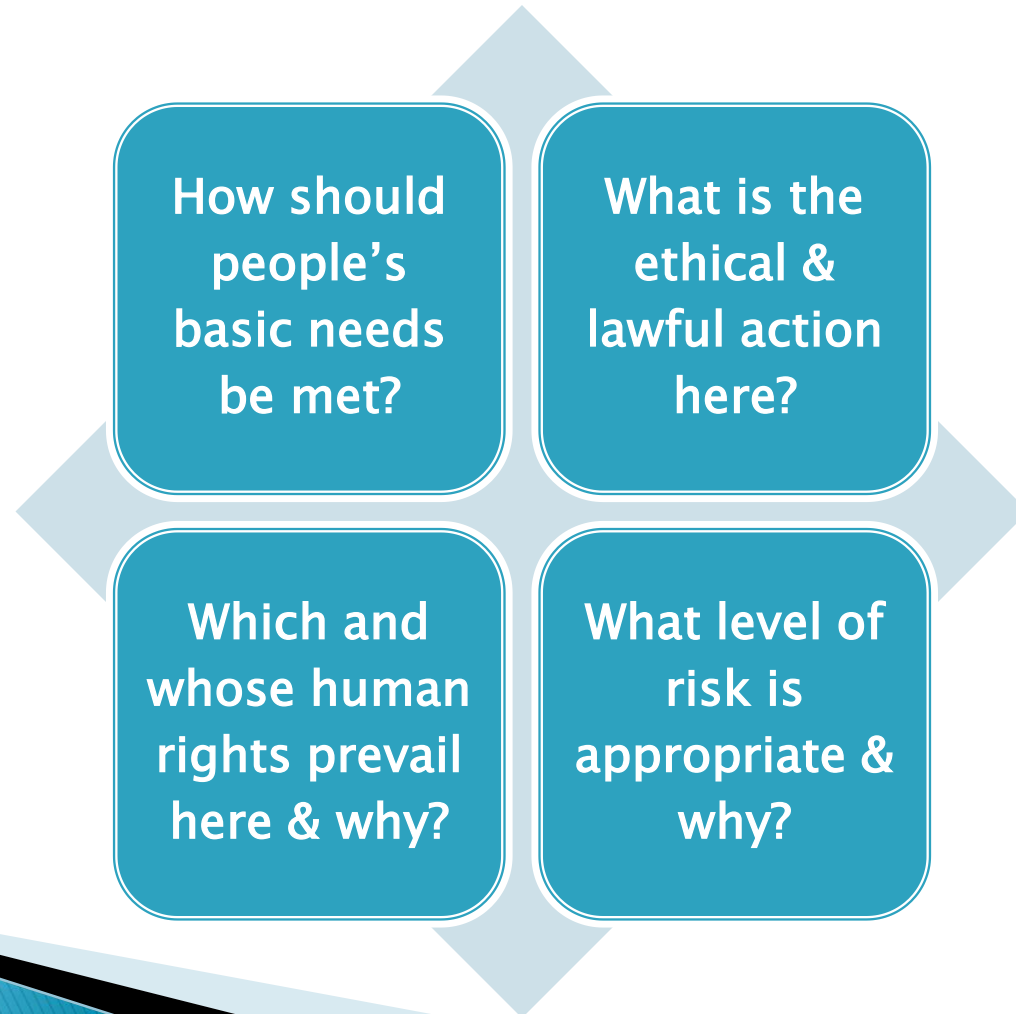 How should
people’s
basic needs
be met?
What is the
ethical &
lawful action
here?
Which and
whose human
rights prevail
here & why?
What level of
risk is
appropriate &
why?